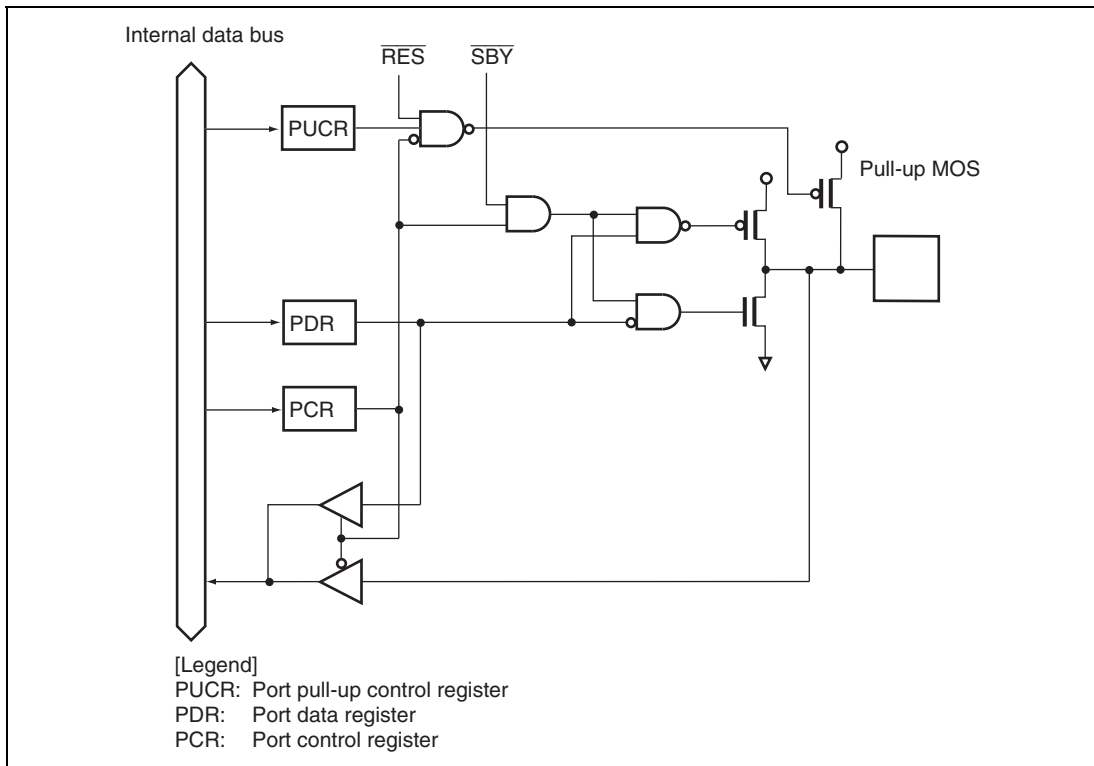 Internal data bus
RES
SBY
PUCR
Pull-up MOS
PDR
PCR
[Legend]
PUCR: Port pull-up control register
PDR: Port data register
PCR: Port control register